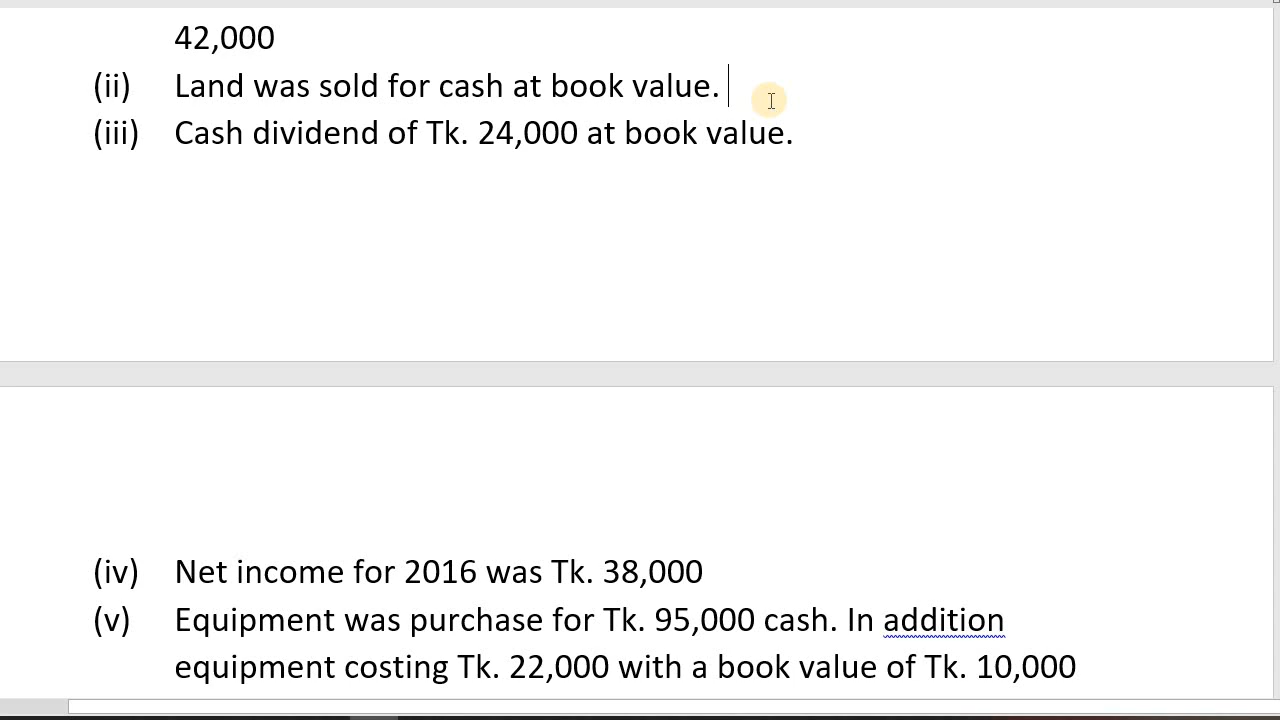 42,000
(ii) Land was sold for cash at book value.
(iii) Cash dividend of Tk. 24,000 at book value.
(iv) Net income for 2016 was Tk. 38,000
(v) Equipment was purchase for Tk. 95,000 cash. In addition
equipment costing Tk. 22,000 with a book value of Tk. 10,000